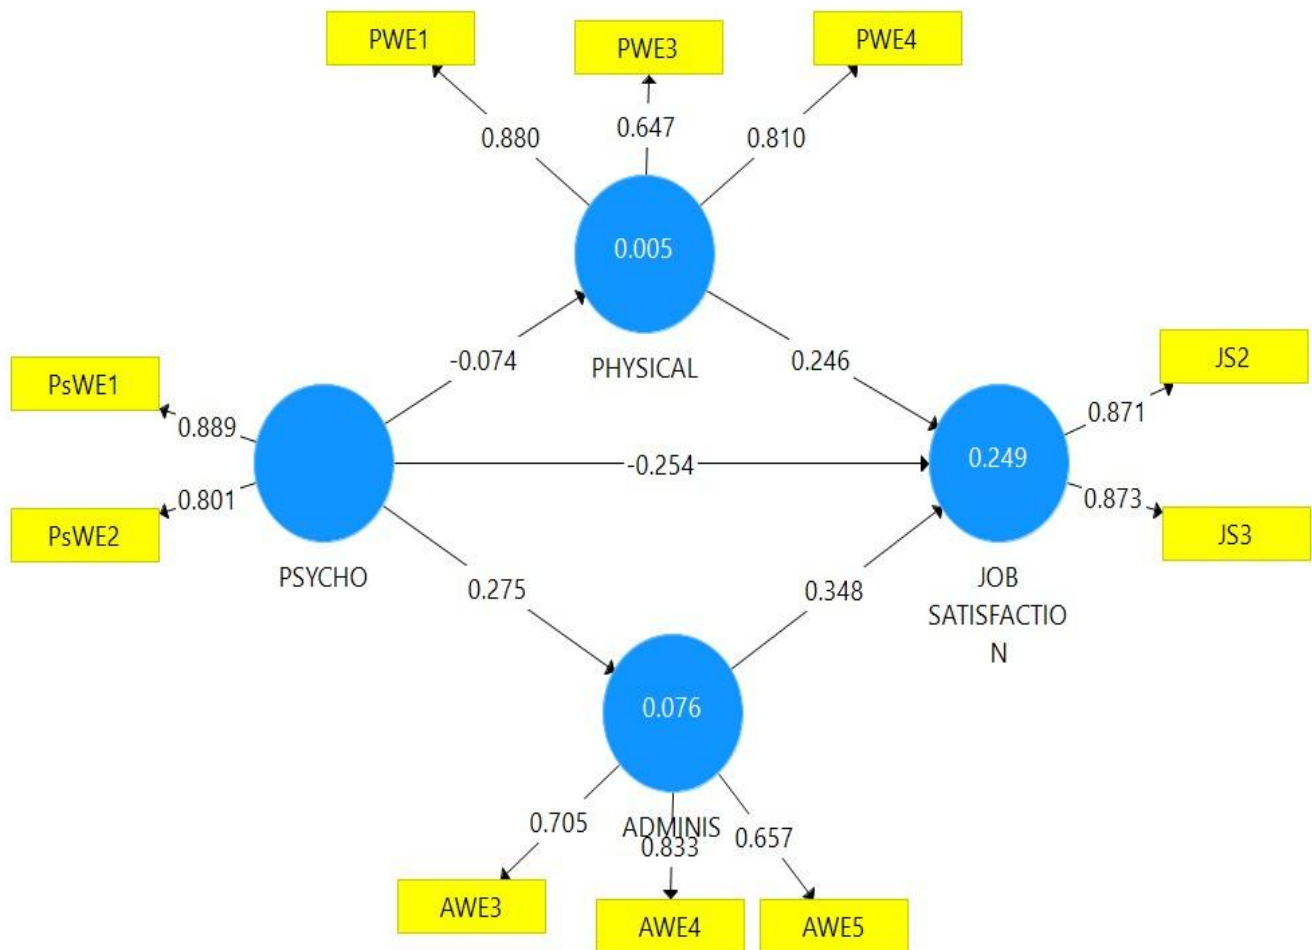 PWE1
PWE3
PWE4
0.880
0.647
0.810
0.005
PHYSICAL
-0.074
0.246
PsWE1
0.889
PsWE2
0.801
PSYCHO
-0.254
0.249
JOB
SATISFACTIO
N
JS2
0.871
0.873
JS3
0.275
0.348
0.076
ADMINIS
0.705
0.833
0.657
AWE3
AWE4
AWE5